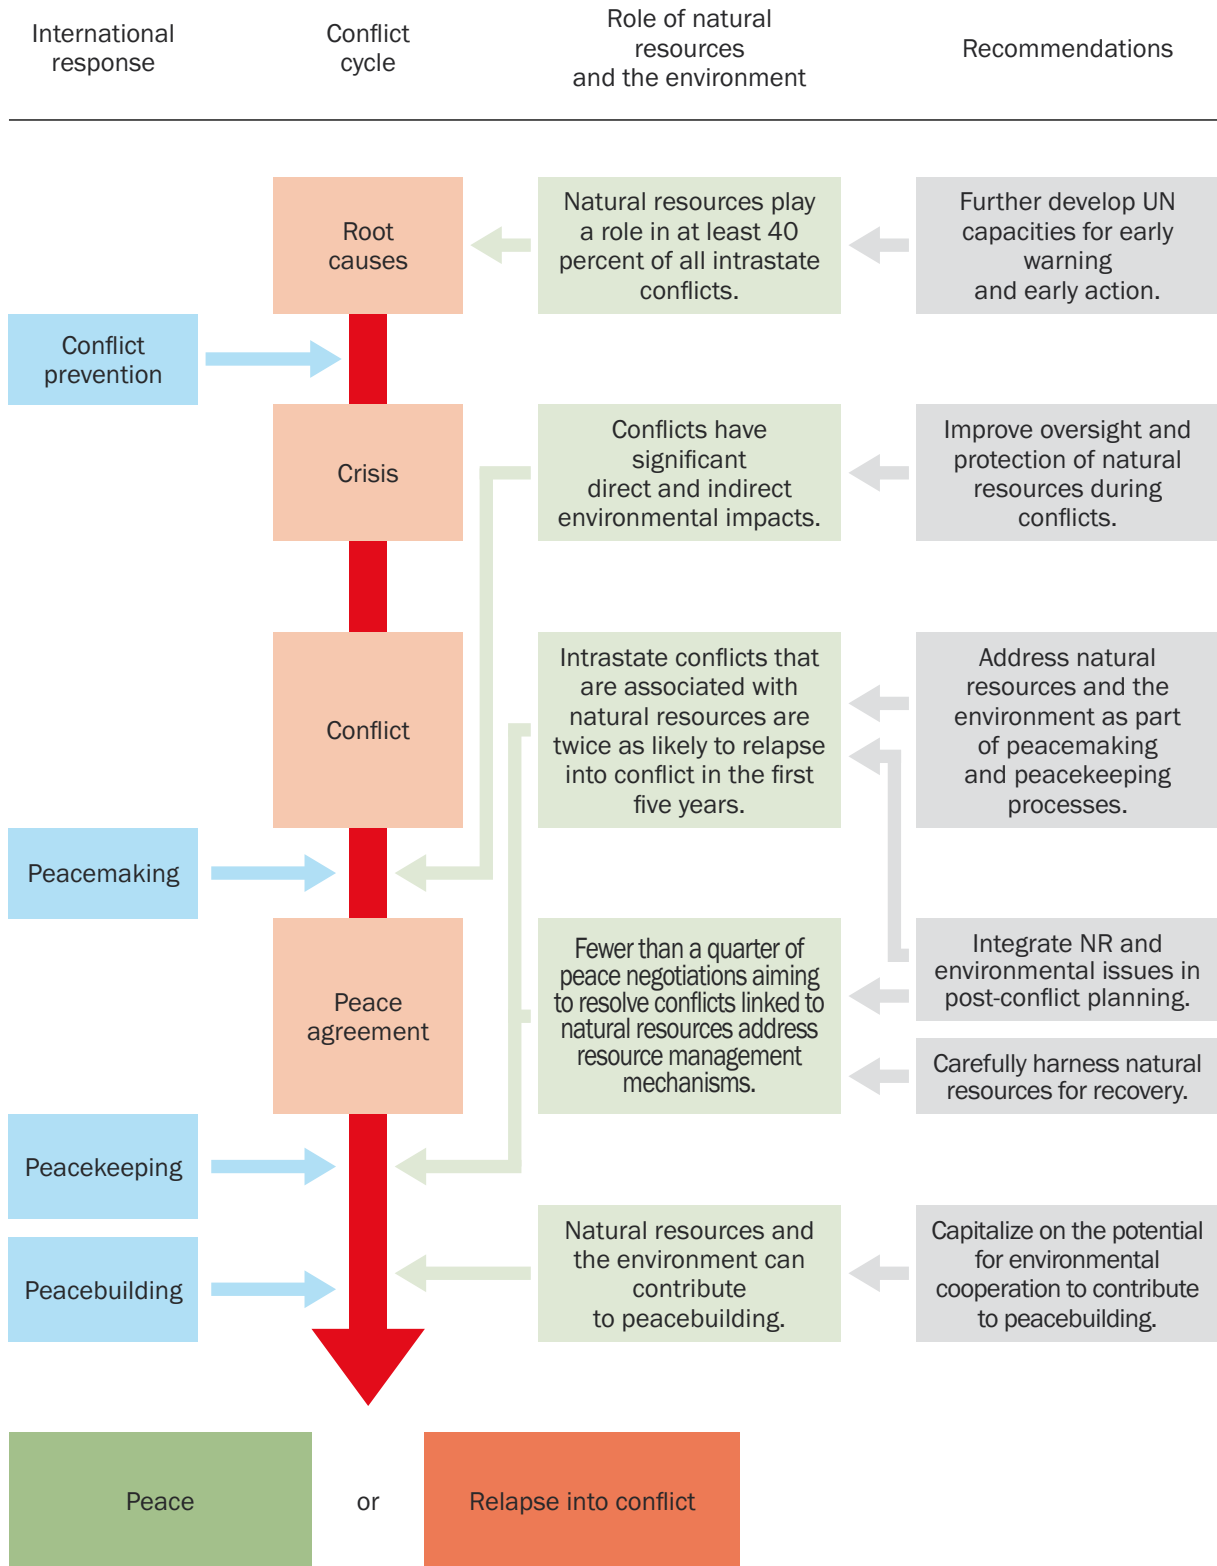 International
response
Conflict
cycle
Role of natural
resources
and the environment
Recommendations
Root
causes
Natural resources play
a role in at least 40
percent of all intrastate
conflicts.
Further develop UN
capacities for early
warning
and early action.
Conflict
prevention
Crisis
Conflicts have
significant
direct and indirect
environmental impacts.
Improve oversight and
protection of natural
resources during
conflicts.
Conflict
Intrastate conflicts that
are associated with
natural resources are
twice as likely to relapse
into conflict in the first
five years.
Address natural
resources and the
environment as part
of peacemaking
and peacekeeping
processes.
Peacemaking
Peace
agreement
Fewer than a quarter of
peace negotiations aiming
to resolve conflicts linked to
natural resources address
resource management
mechanisms.
Integrate NR and
environmental issues in
post-conflict planning.
Carefully harness natural
resources for recovery.
Peacekeeping
Peacebuilding
Natural resources and
the environment can
contribute
to peacebuilding.
Capitalize on the potential
for environmental
cooperation to contribute
to peacebuilding.
Peace
or
Relapse into conflict